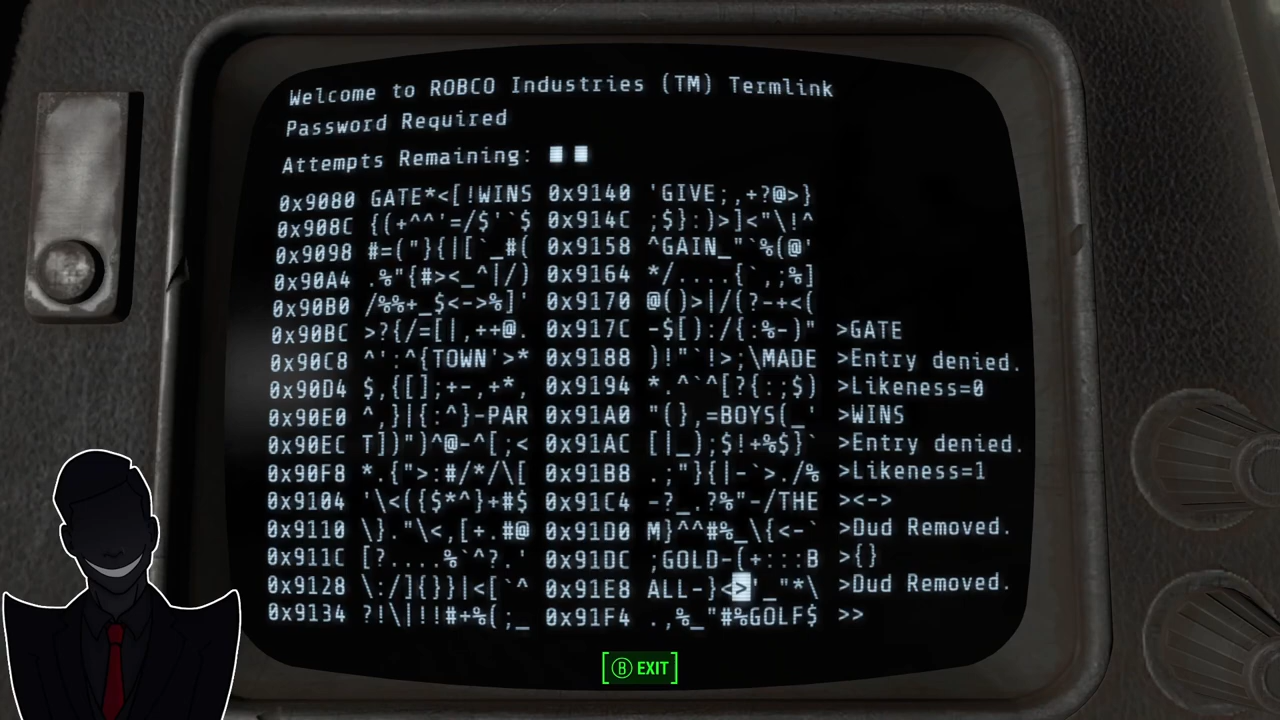 Welcome to ROBCO Industries (TM) Termlink
Password Required
Attempts Remaining: ■ ■
0x9080 GATE*<[!WINS 0x9140 'GIVE;,+?@>}
0x908C {(+^^'=/$'`$ 0x914C ;$}:)>]<"\!^
0x9098 #=("}{|[`_#( 0x9158 ^GAIN_"`%(@'
0x90A4 .%"{#><_^|/) 0x9164 */....{`,;%]
0x90B0 /%%+_$<->%]' 0x9170 @()>|/(?-+<(
0x90BC >?{/=[|,++@. 0x917C -$[):/{:%-)" >GATE
0x90C8 ^':^{TOWN'>* 0x9188 )!"`!>;\MADE >Entry denied.
0x90D4 $,{[];+-,+*, 0x9194 *.^`^[?{:;$) >Likeness=0
0x90E0 ^,}|{:^}-PAR 0x91A0 "(},=BOYS(_' >WINS
0x90EC T])")^@-^[;< 0x91AC [|_);$!+%$}` >Entry denied.
0x90F8 *.{">:#/*/\[ 0x91B8 .;"}{|-`>./% >Likeness=1
0x9104 '\<({$*^}+#$ 0x91C4 -?_.?%"-/THE ><->
0x9110 \}."\<,[+.#@ 0x91D0 M}^^#%_\{<-` >Dud Removed.
0x911C [?....%`^?.' 0x91DC ;GOLD-[+:::B >{}
0x9128 \:/]{}}|<[`^ 0x91E8 ALL-}<>'_"*\ >Dud Removed.
0x9134 ?!\|!!#+%(;_ 0x91F4 .,%_"#%GOLF$ >>
Ⓑ EXIT